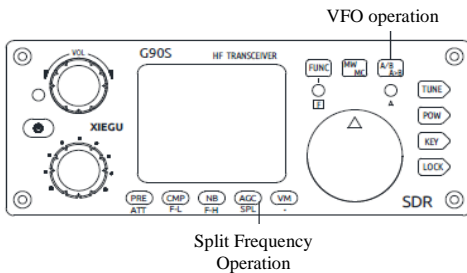 VFO operation
VOL
G90S
HF TRANSCEIVER
FUNC
MW
MC
A/B
A>B
F
A
TUNE
POW
KEY
LOCK
XIEGU
PRE
CMP
NB
AGC
VM
ATT
F-L
F-H
SPL
-
SDR
Split Frequency
Operation